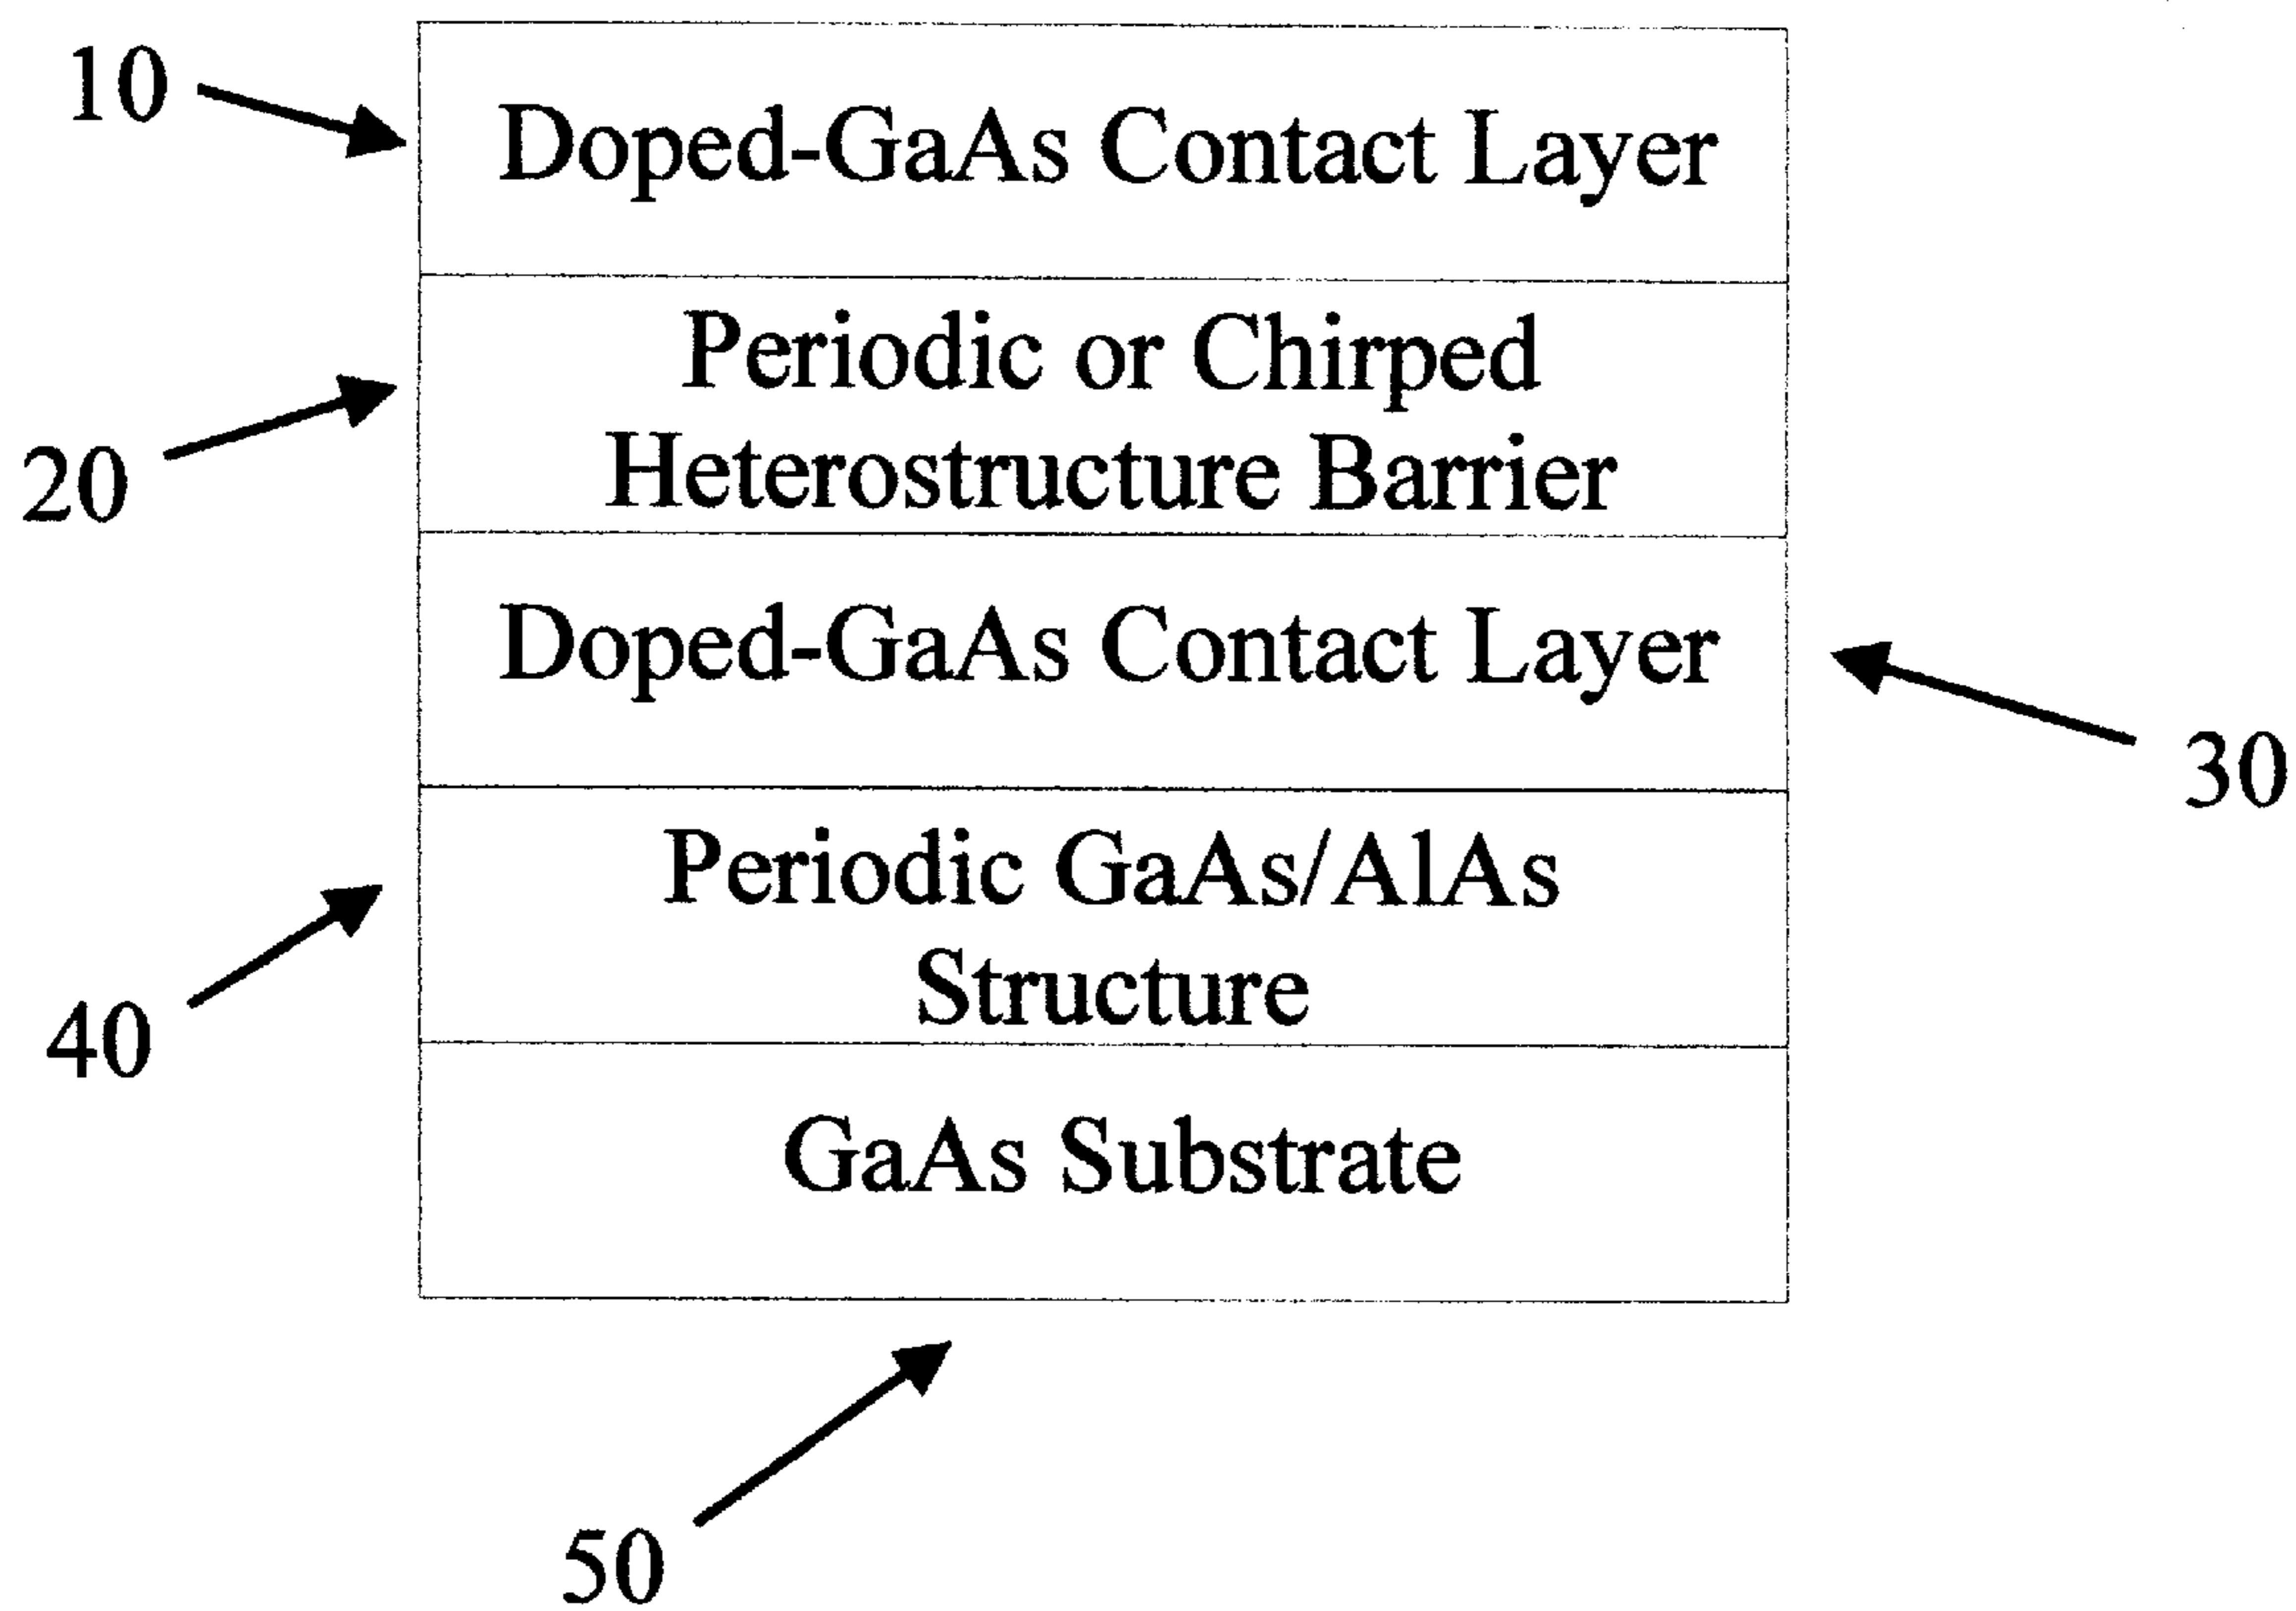 10
Doped-GaAs Contact Layer
Periodic or Chirped
Heterostructure Barrier
20
Doped-GaAs Contact Layer
30
Periodic GaAs/AlAs
Structure
40
GaAs Substrate
50